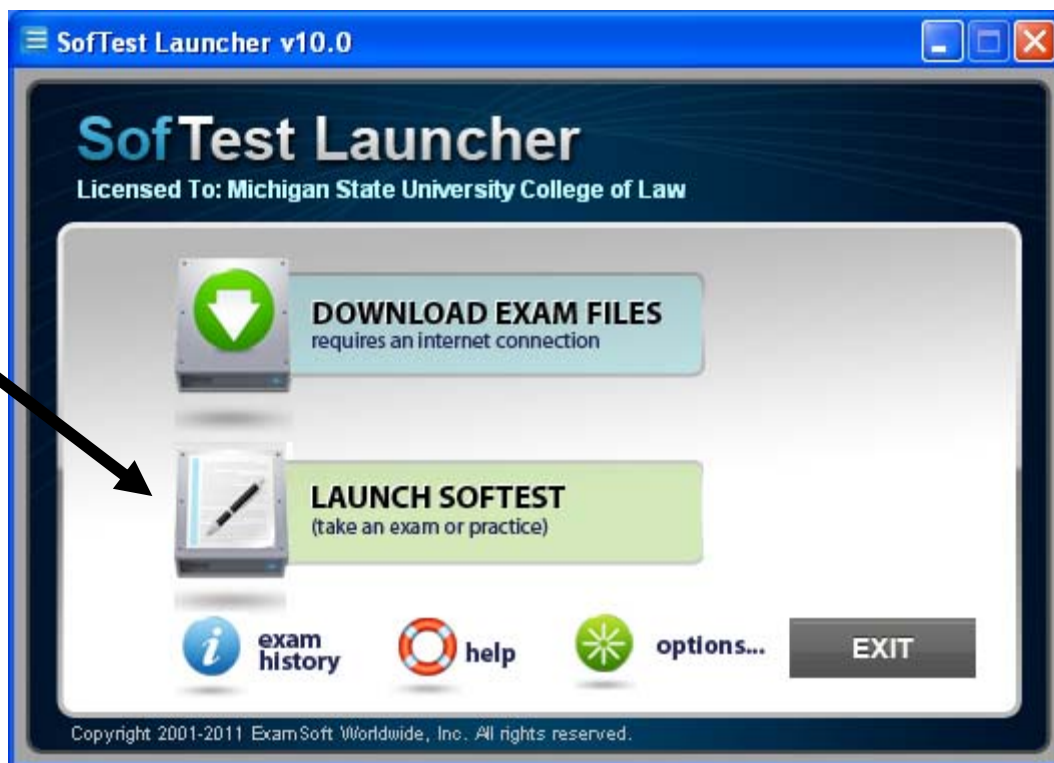 SofTest Launcher v10.0
SofTest Launcher
Licensed To: Michigan State University College of Law
DOWNLOAD EXAM FILES
requires an internet connection
LAUNCH SOFTEST
(take an exam or practice)
exam
history
help
options...
EXIT
Copyright 2001-2011 ExamSoft Worldwide, Inc. All rights reserved.